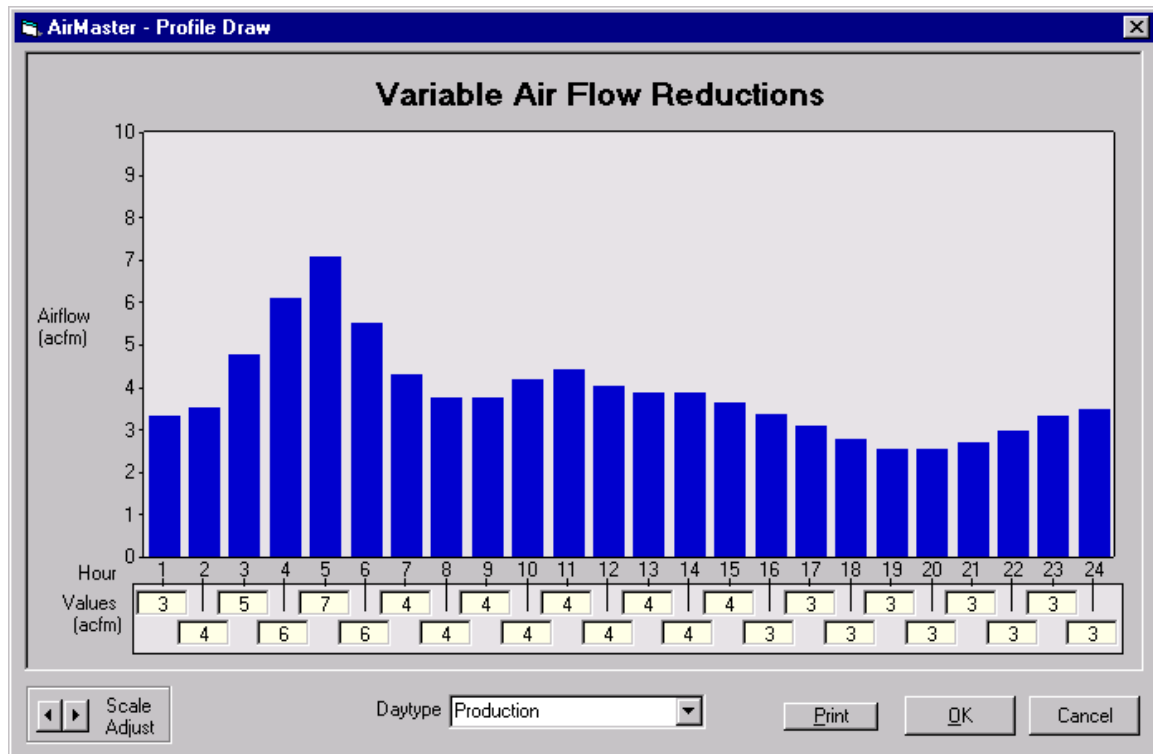 AirMaster - Profile Draw
Variable Air Flow Reductions
10
9
8
7
6
5
4
3
2
1
0
Airflow
(acfm)
Hour 1 2 3 4 5 6 7 8 9 10 11 12 13 14 15 16 17 18 19 20 21 22 23 24
Values
(acfm)
3 5 7 4 4 4 4 4 3 3 3 3
4 6 6 4 4 4 4 3 3 3 3 3
Scale
Adjust
Daytype Production
Print
OK
Cancel